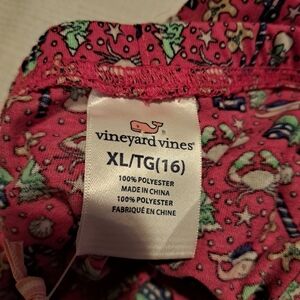 vineyard vines®
XL/TG(16)
100% POLYESTER
MADE IN CHINA
100% POLYESTER
FABRIQUÉ EN CHINE